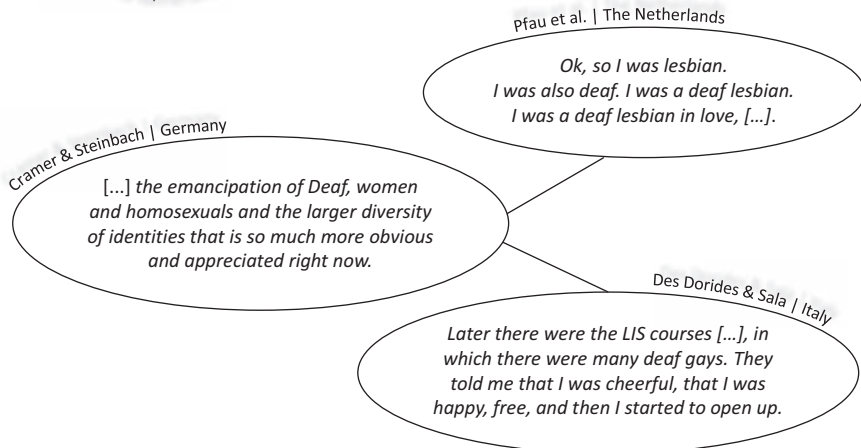 Pfau et al. | The Netherlands
Ok, so I was lesbian.
I was also deaf. I was a deaf lesbian.
I was a deaf lesbian in love, […].
Cramer & Steinbach | Germany
[...] the emancipation of Deaf, women
and homosexuals and the larger diversity
of identities that is so much more obvious
and appreciated right now.
Des Dorides & Sala | Italy
Later there were the LIS courses […], in
which there were many deaf gays. They
told me that I was cheerful, that I was
happy, free, and then I started to open up.